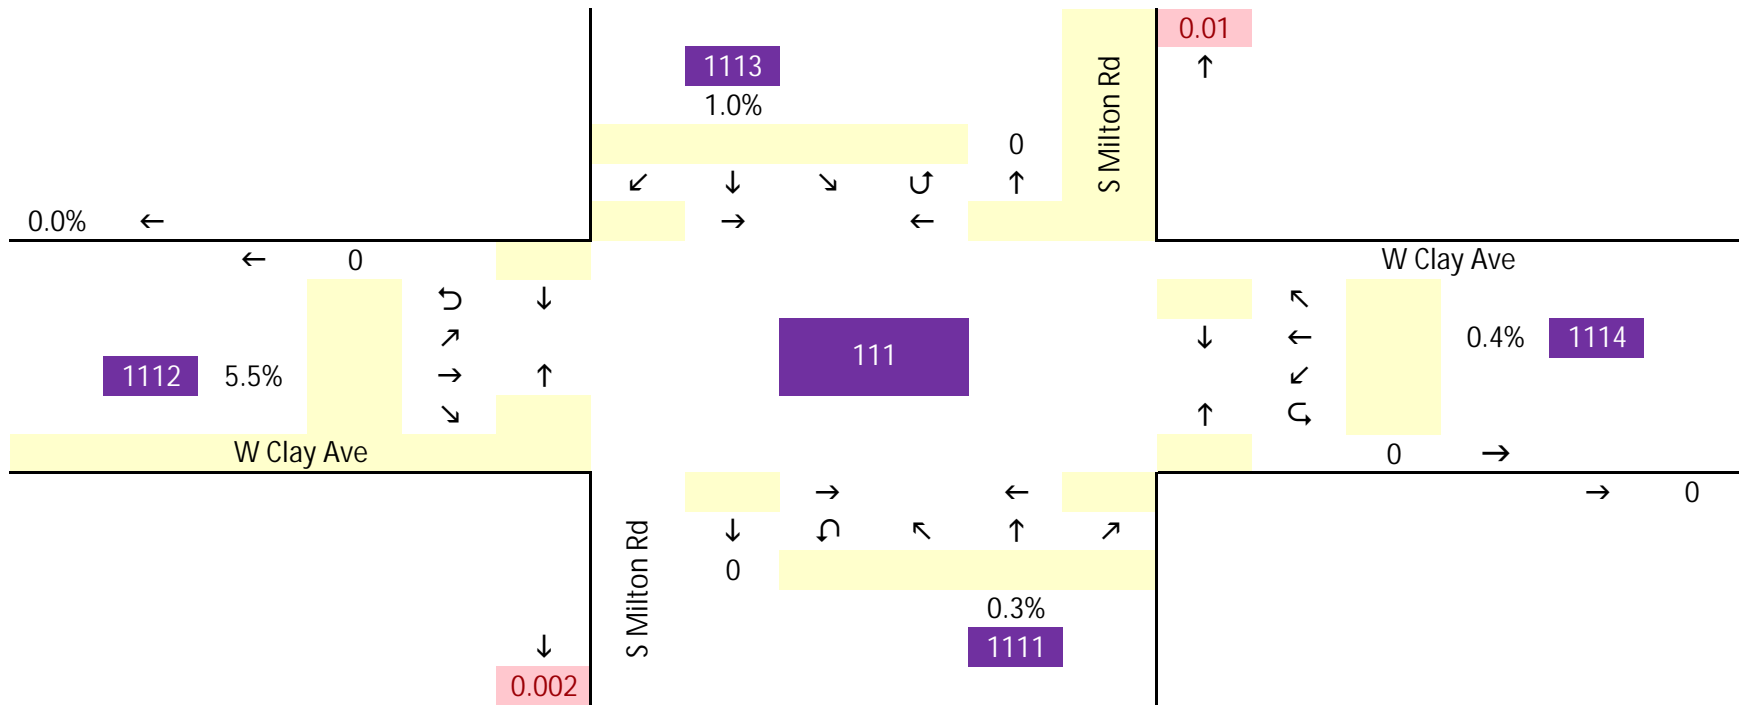 0.01
↑
1113
1.0%
S Milton Rd
0
↙ ↓ ↘ ⮍ ↑
0.0% ← → ←
← 0 W Clay Ave
⮌ ↓ ↖
↗ 111 ↓ ← 0.4% 1114
1112 5.5% → ↑ ↙
↘ ↑ ⮎
W Clay Ave 0 →
→ ← → 0
S Milton Rd
↓ ⮏ ↖ ↑ ↗
0
0.3%
↓ 1111
0.002